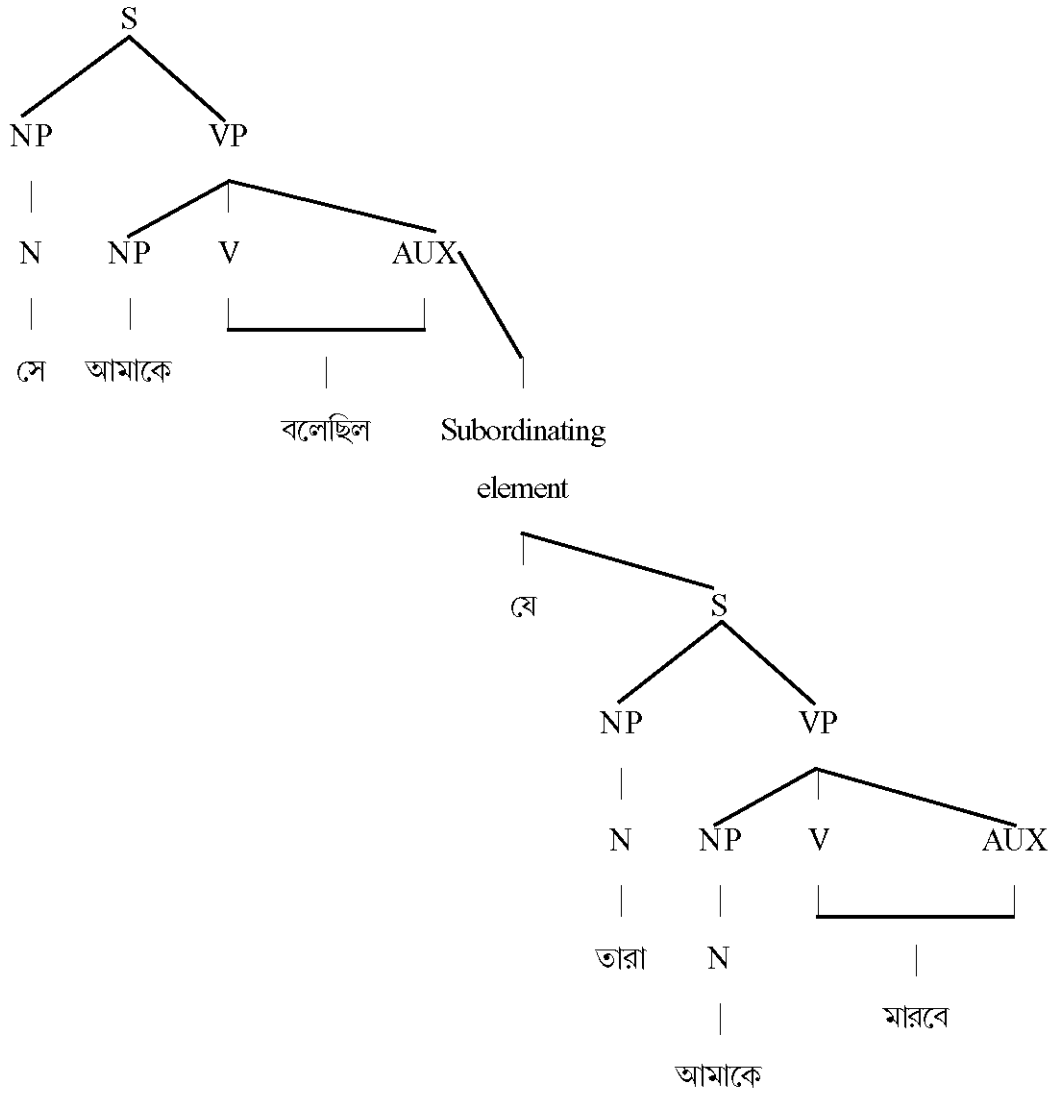 S
NP VP
N NP V AUX
সে আমাকে
বলেছিল Subordinating
element
যে S
NP VP
N NP V AUX
তারা N
মারবে
আমাকে